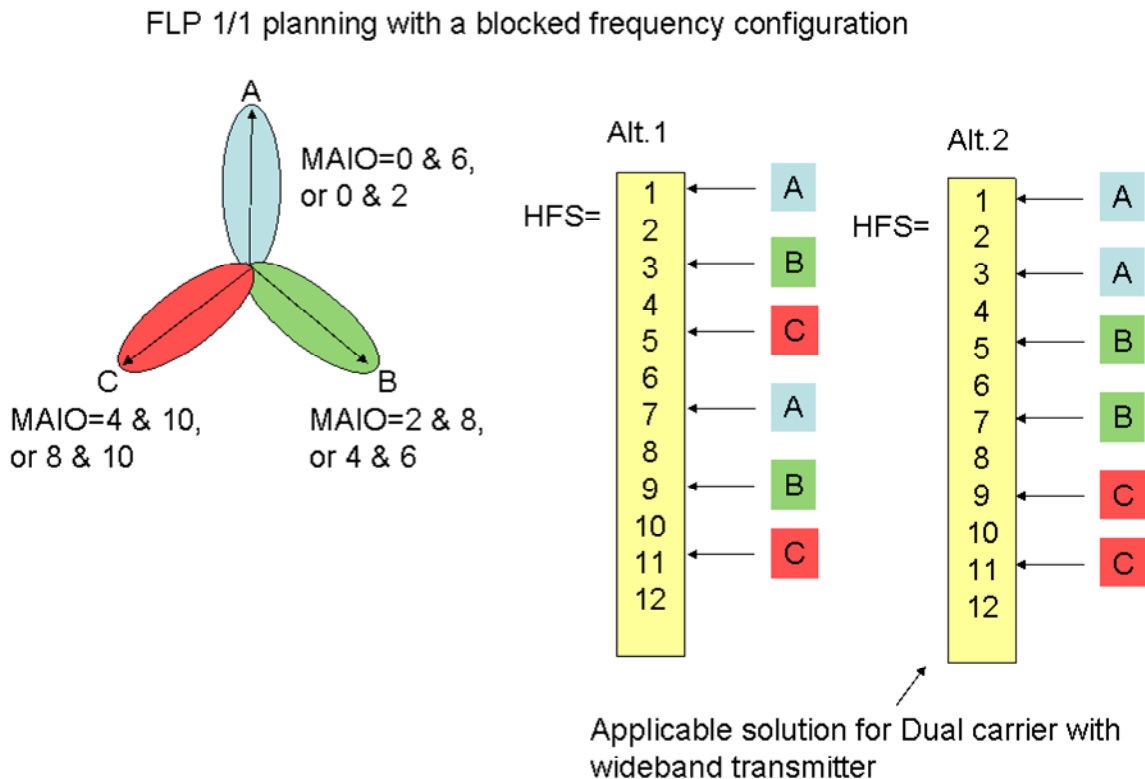 FLP 1/1 planning with a blocked frequency configuration
A
MAIO=0 & 6,
or 0 & 2
C
MAIO=4 & 10,
or 8 & 10
B
MAIO=2 & 8,
or 4 & 6
Alt.1
HFS=
1
2
3
4
5
6
7
8
9
10
11
12
A
B
C
A
B
C
Alt.2
HFS=
1
2
3
4
5
6
7
8
9
10
11
12
A
A
B
B
C
C
Applicable solution for Dual carrier with
wideband transmitter